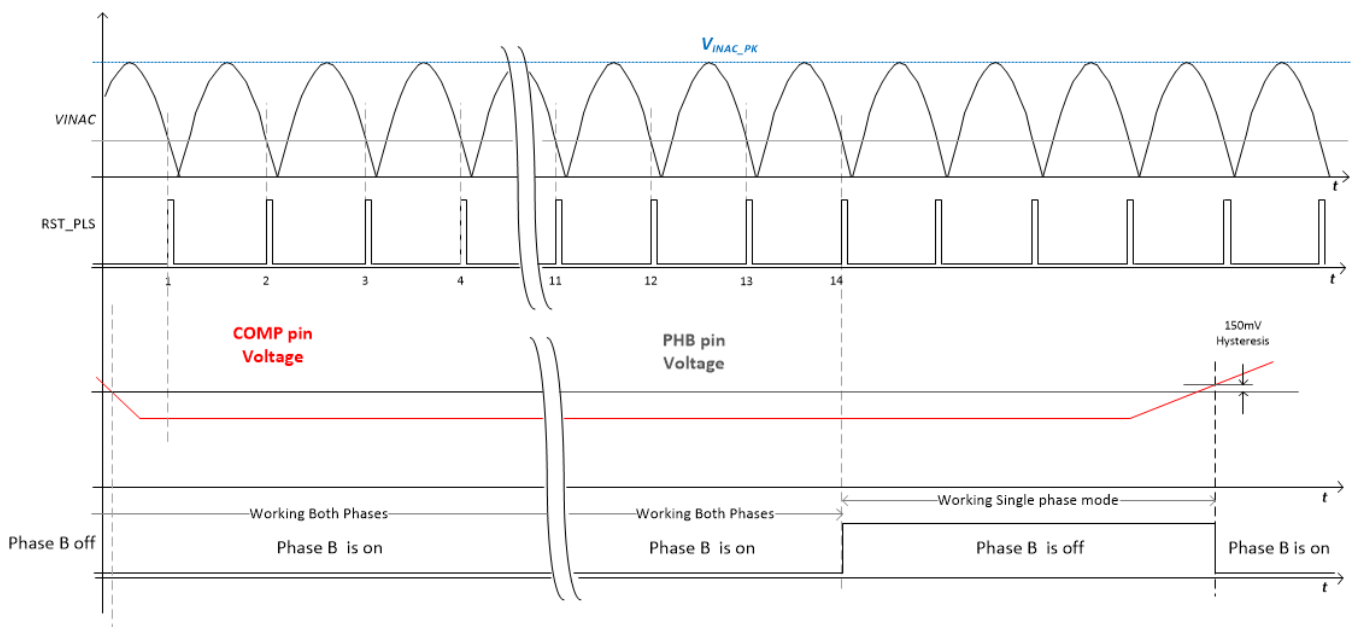 V_INAC_PK
VINAC
t
RST_PLS
1 2 3 4 11 12 13 14
t
COMP pin
Voltage
PHB pin
Voltage
150mV
Hysteresis
t
Working Both Phases
Working Both Phases
Working Single phase mode
Phase B off
Phase B is on
Phase B is on
Phase B is off
Phase B is on
t